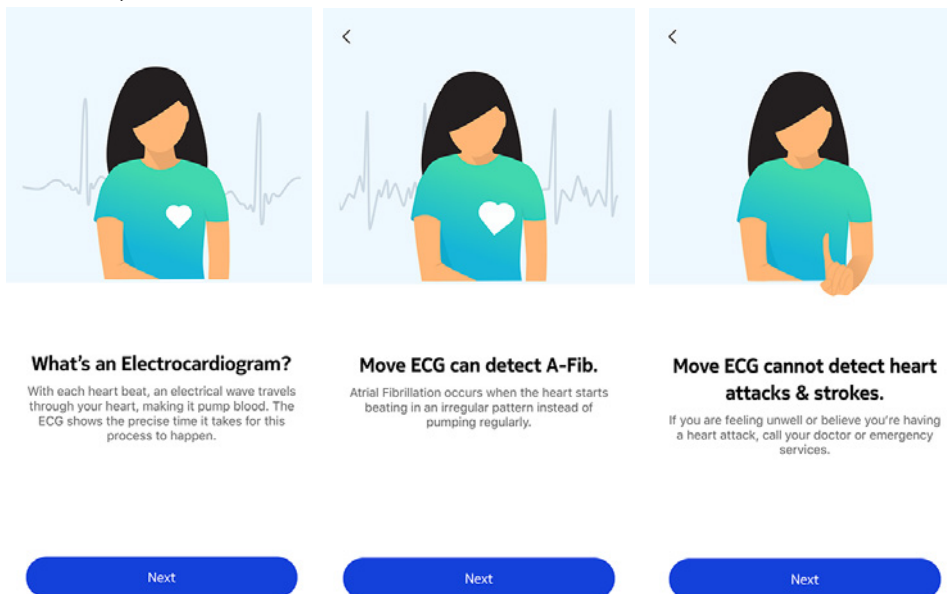 What's an Electrocardiogram?
With each heart beat, an electrical wave travels
through your heart, making it pump blood. The
ECG shows the precise time it takes for this
process to happen.
Next
Move ECG can detect A-Fib.
Atrial Fibrillation occurs when the heart starts
beating in an irregular pattern instead of
pumping regularly.
Next
Move ECG cannot detect heart
attacks & strokes.
If you are feeling unwell or believe you're having
a heart attack, call your doctor or emergency
services.
Next